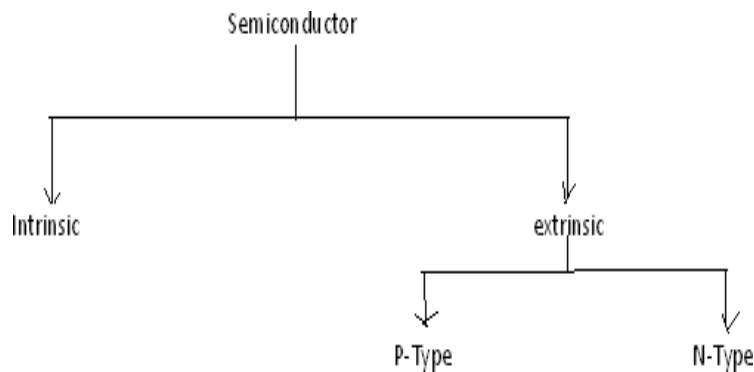 Semiconductor
Intrinsic
extrinsic
P-Type
N-Type